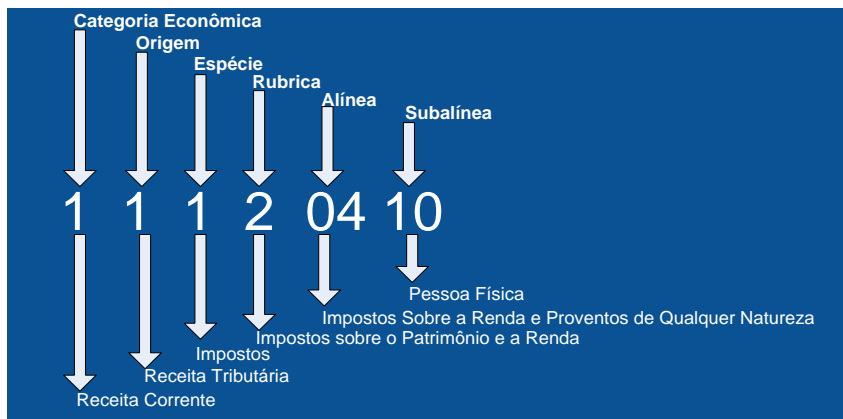 Categoria Econômica
Origem
Espécie
Rubrica
Alínea
Subalínea
1 1 1 2 04 10
Pessoa Física
Impostos Sobre a Renda e Proventos de Qualquer Natureza
Impostos sobre o Patrimônio e a Renda
Impostos
Receita Tributária
Receita Corrente